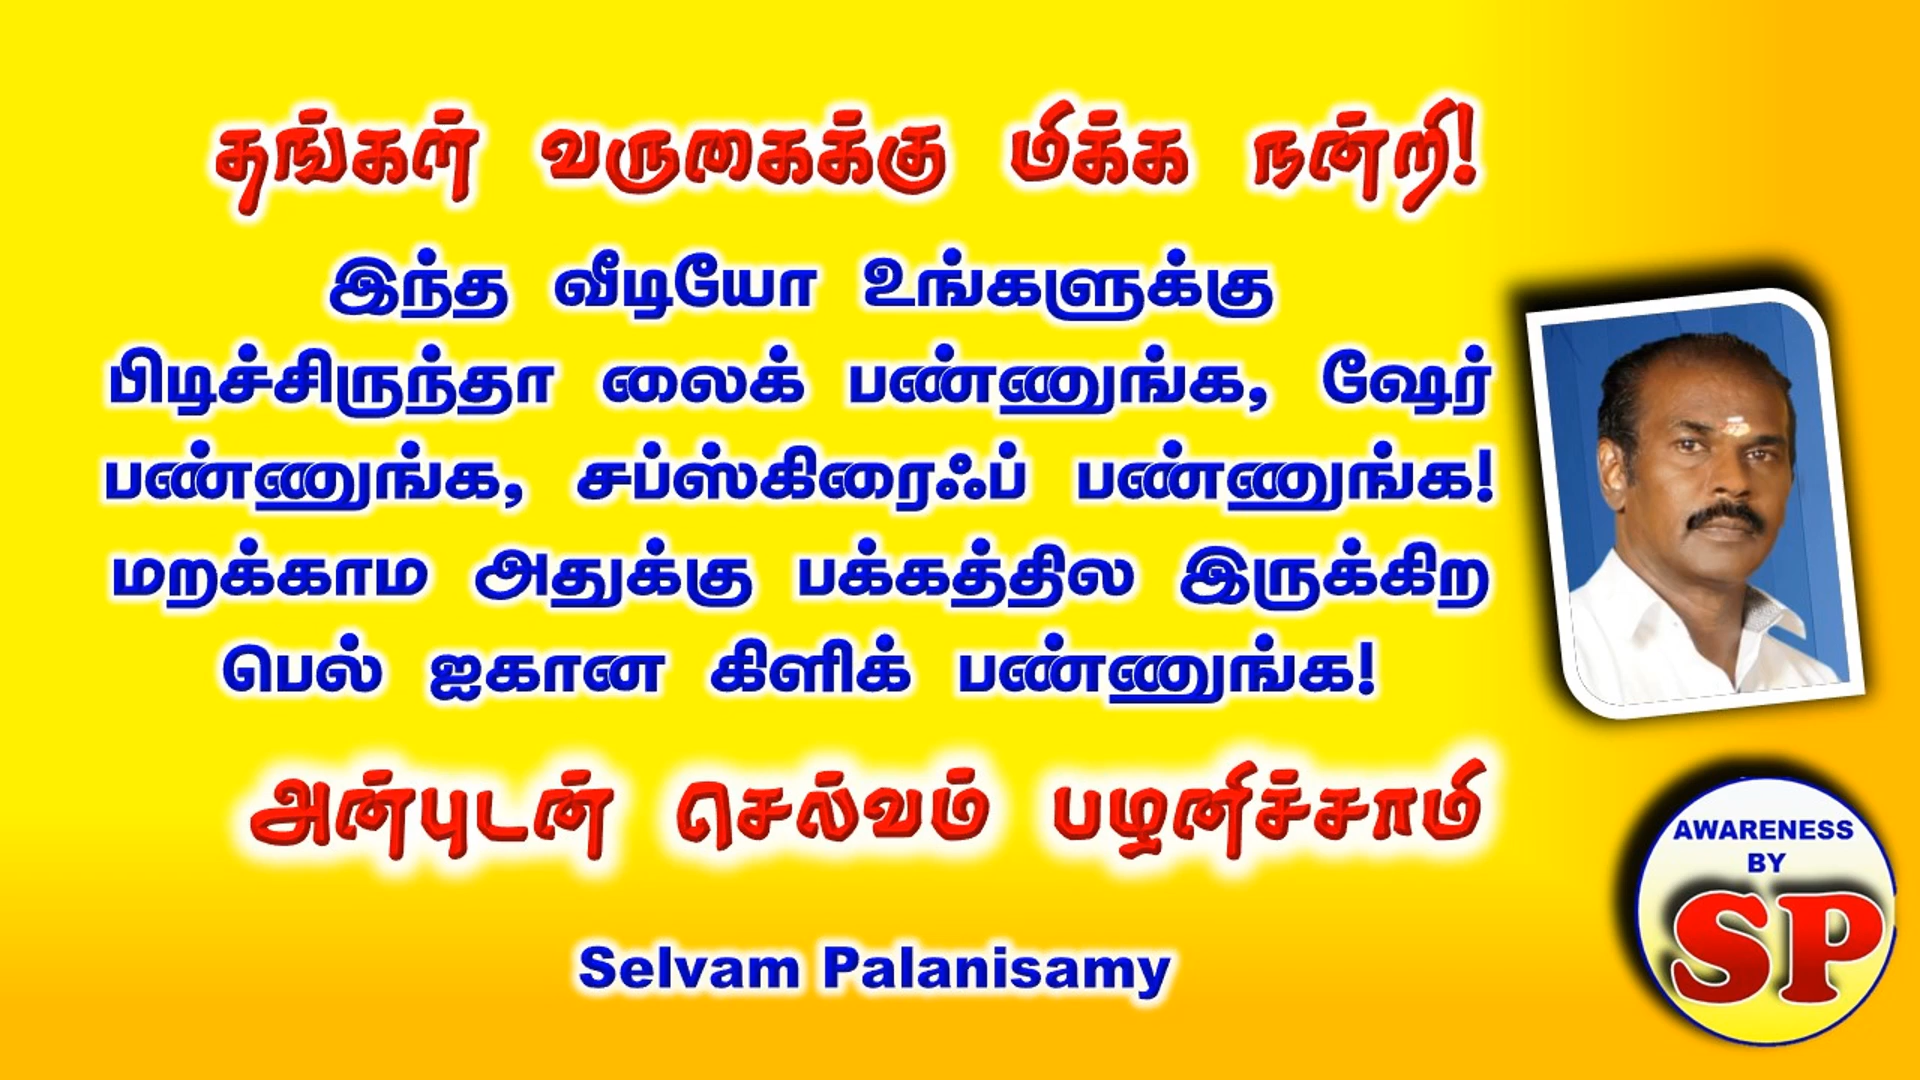 தங்கள் வருகைக்கு மிக்க நன்றி!
இந்த வீடியோ உங்களுக்கு
பிடிச்சிருந்தா லைக் பண்ணுங்க, ஷேர்
பண்ணுங்க, சப்ஸ்கிரைஃப் பண்ணுங்க!
மறக்காம அதுக்கு பக்கத்தில இருக்கிற
பெல் ஐகான கிளிக் பண்ணுங்க!
அன்புடன் செல்வம் பழனிச்சாமி
Selvam Palanisamy
AWARENESS
BY
SP